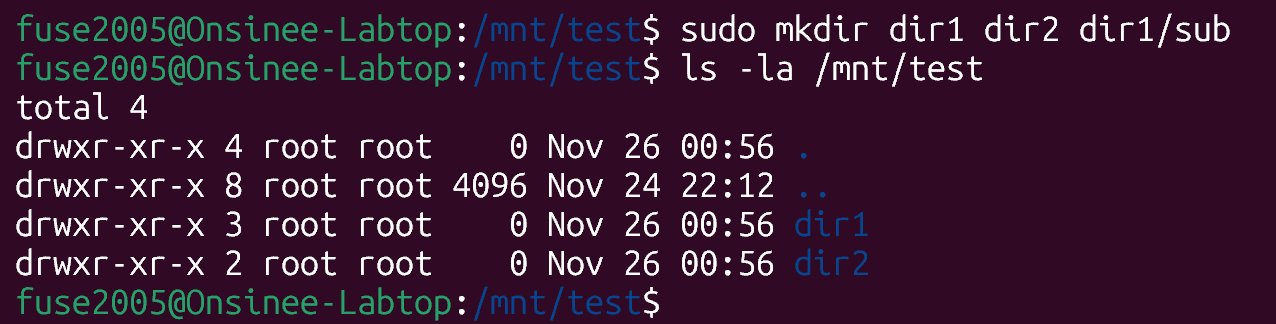 fuse2005@Onsinee-Labtop:/mnt/test$ sudo mkdir dir1 dir2 dir1/sub
fuse2005@Onsinee-Labtop:/mnt/test$ ls -la /mnt/test
total 4
drwxr-xr-x 4 root root    0 Nov 26 00:56 .
drwxr-xr-x 8 root root 4096 Nov 24 22:12 ..
drwxr-xr-x 3 root root    0 Nov 26 00:56 dir1
drwxr-xr-x 2 root root    0 Nov 26 00:56 dir2
fuse2005@Onsinee-Labtop:/mnt/test$